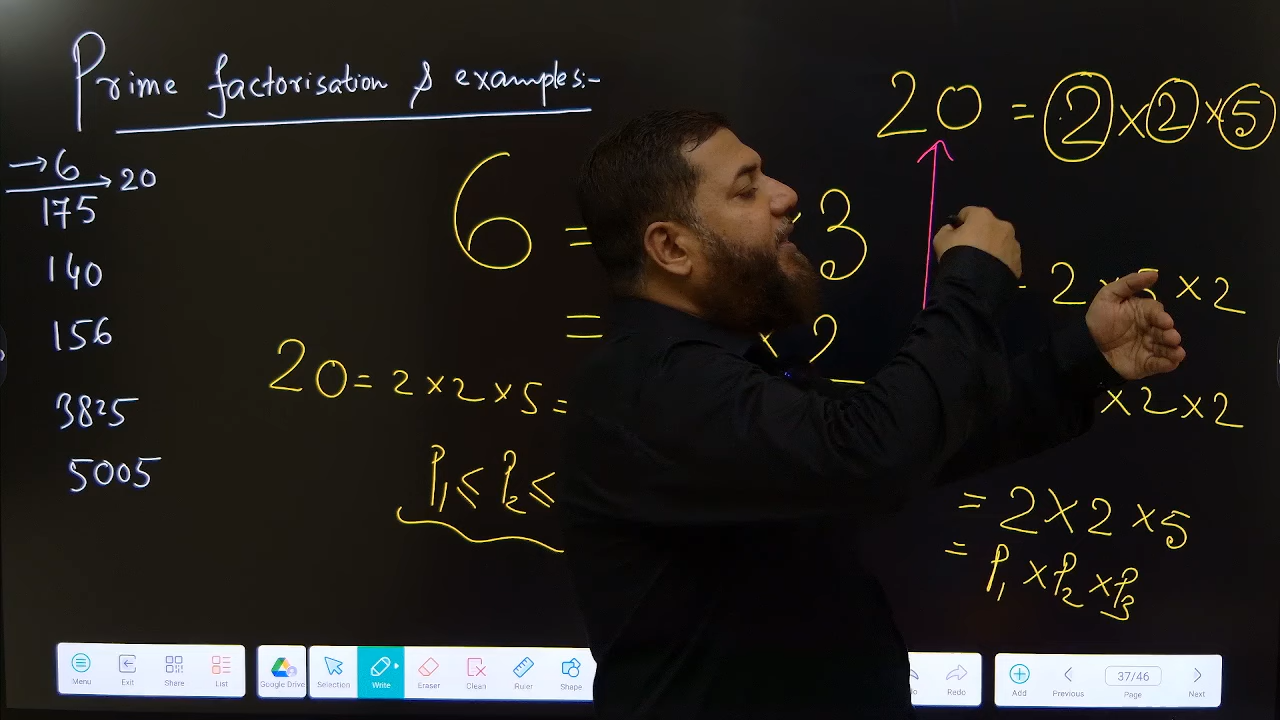 Prime factorisation & examples:-
→6
→20
175
140
156
3825
5005
6 =
3
=
× 2
20 = 2 × 2 × 5 =
P₁ ≤ P₂ ≤
20 = 2 × 2 × 5
2 × × 2
× 2 × 2
= 2 × 2 × 5
= P₁ × P₂ × P₃
Menu
Exit
Share
List
Google Drive
Selection
Write
Eraser
Clean
Ruler
Shape
Redo
Add
Previous
37/46
Page
Next